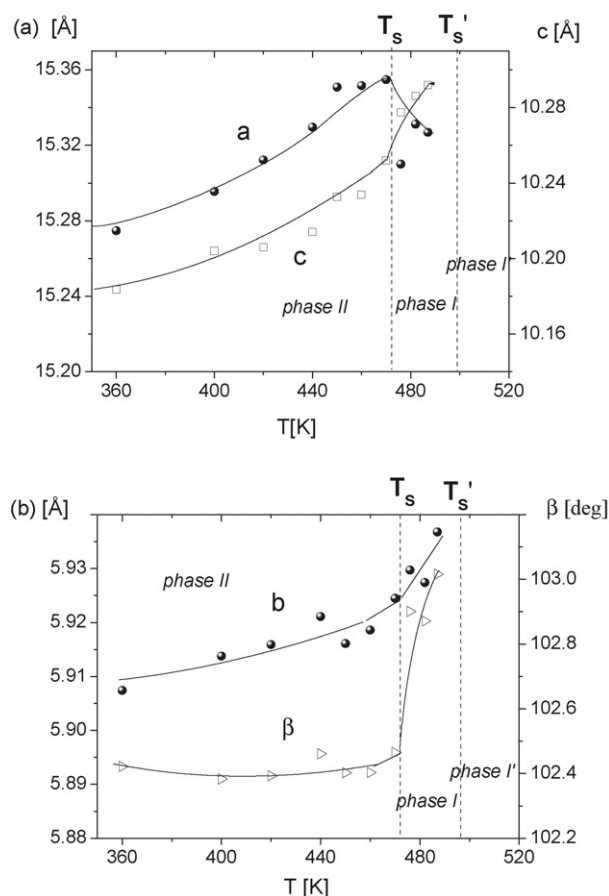 (a) [Å]
T_S T_S' c [Å]
15.36
15.32
15.28
15.24
15.20
10.28
10.24
10.20
10.16
a
c
phase II
phase I
phase I'
360 400 440 480 520
T[K]
(b) [Å]
T_S T_S' β [deg]
5.93
5.92
5.91
5.90
5.89
5.88
103.0
102.8
102.6
102.4
102.2
phase II
b
β
phase I
phase I'
360 400 440 480 520
T [K]